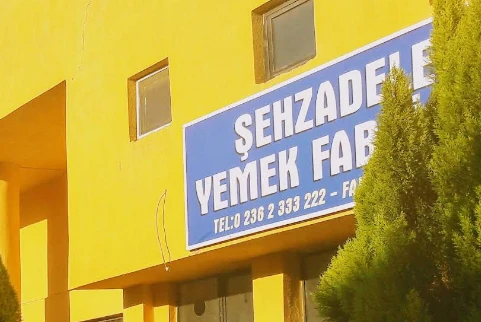 ŞEHZADELE
YEMEK FAB
TEL:0 236 2 333 222 - FA